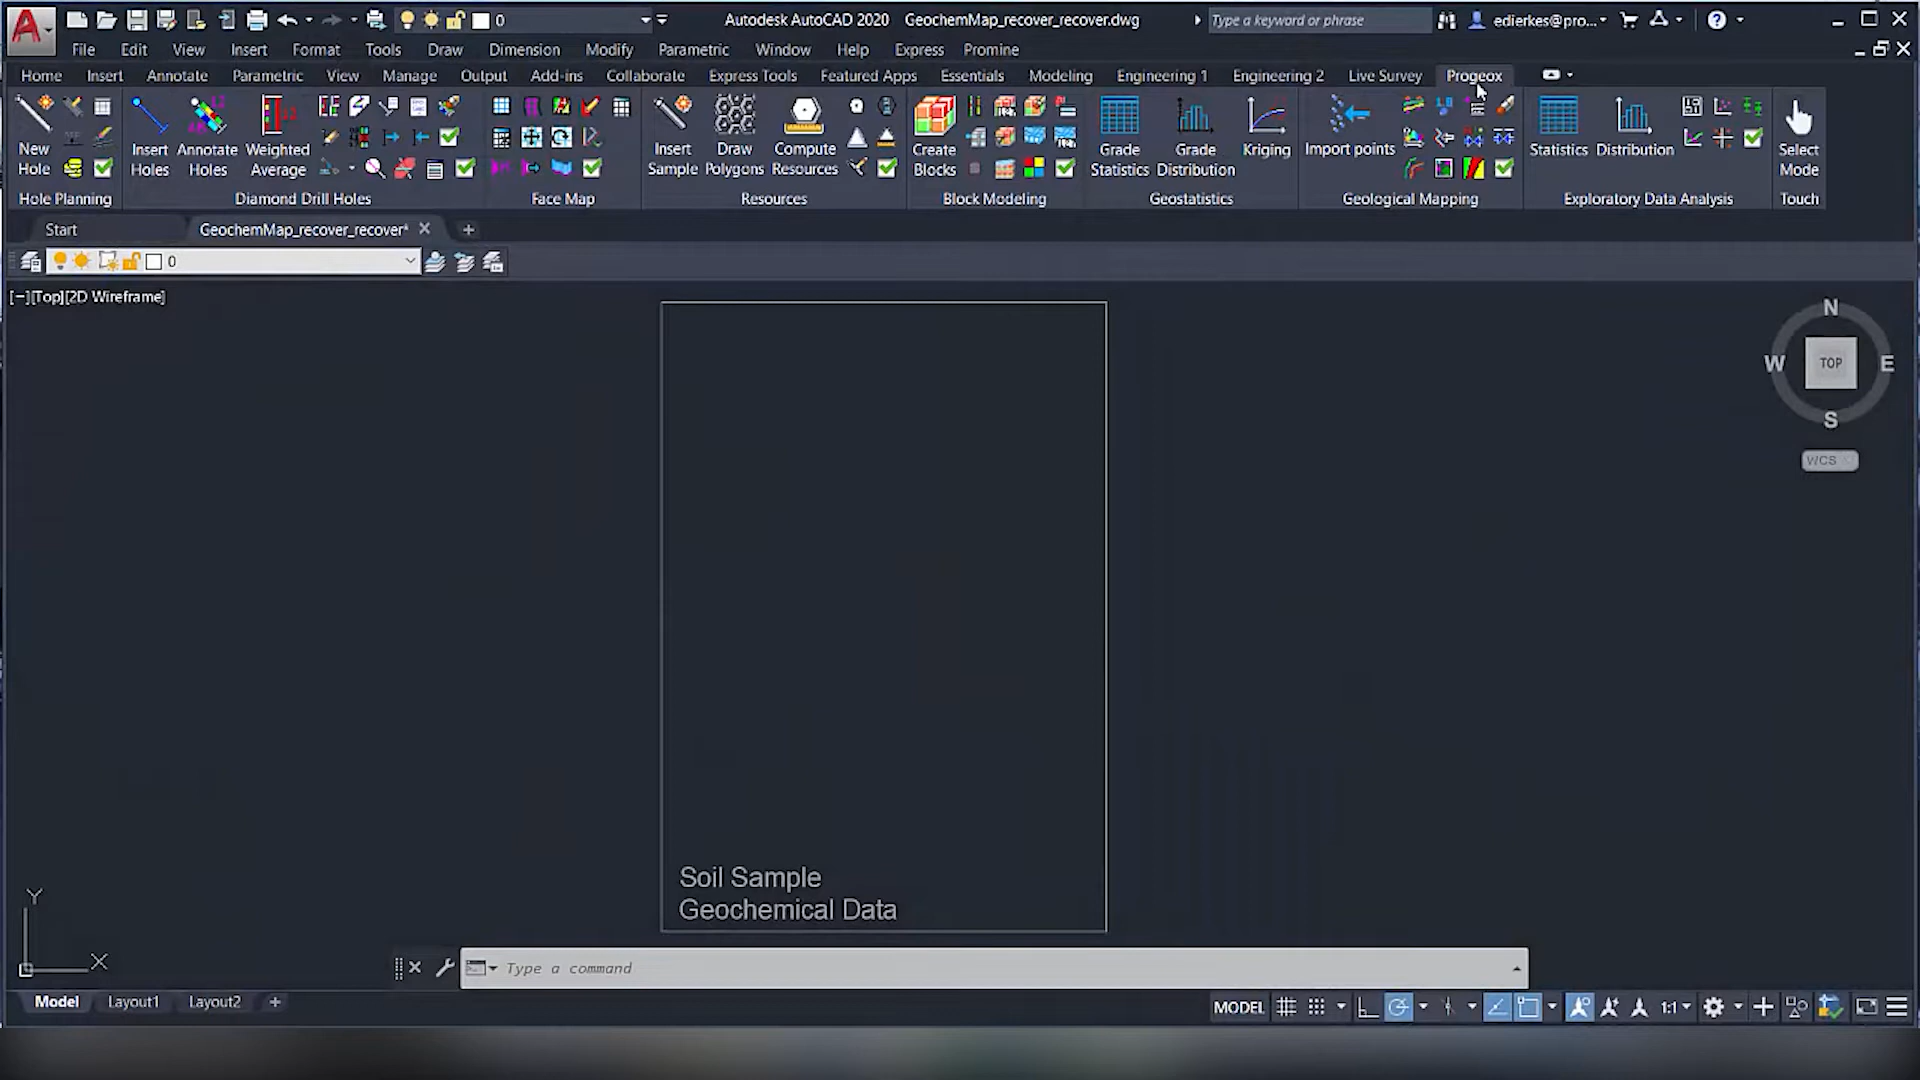 0 Autodesk AutoCAD 2020 GeochemMap_recover_recover.dwg Type a keyword or phrase edierkes@pro...
File Edit View Insert Format Tools Draw Dimension Modify Parametric Window Help Express Promine
Home Insert Annotate Parametric View Manage Output Add-ins Collaborate Express Tools Featured Apps Essentials Modeling Engineering 1 Engineering 2 Live Survey Progeox
New Hole
Insert Holes
Annotate Holes
Weighted Average
Insert Sample
Draw Polygons
Compute Resources
Create Blocks
Grade Statistics
Grade Distribution
Kriging
Import points
Statistics
Distribution
Select Mode
Hole Planning Diamond Drill Holes Face Map Resources Block Modeling Geostatistics Geological Mapping Exploratory Data Analysis Touch
Start GeochemMap_recover_recover*
0
[−][Top][2D Wireframe]
N
W TOP E
S
WCS
Soil Sample
Geochemical Data
Y
X
Type a command
Model Layout1 Layout2 MODEL 1:1